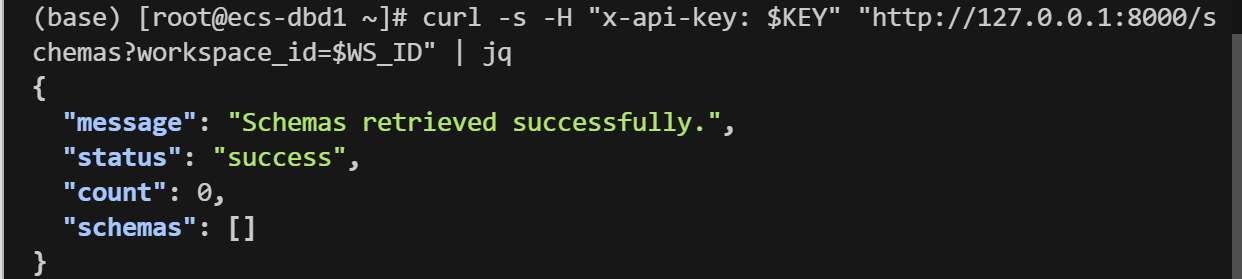 (base) [root@ecs-dbd1 ~]# curl -s -H "x-api-key: $KEY" "http://127.0.0.1:8000/s
chemas?workspace_id=$WS_ID" | jq
{
  "message": "Schemas retrieved successfully.",
  "status": "success",
  "count": 0,
  "schemas": []
}